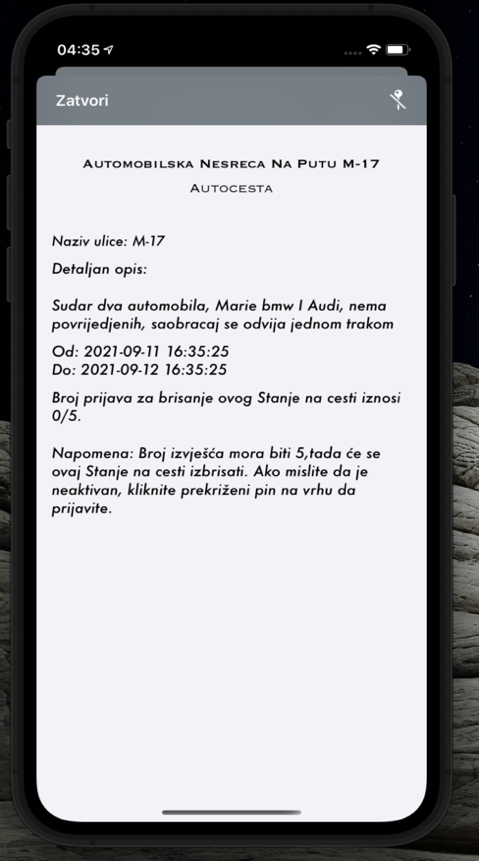 04:35
Zatvori
Automobilska Nesreca Na Putu M-17
Autocesta
Naziv ulice: M-17
Detaljan opis:
Sudar dva automobila, Marie bmw I Audi, nema
povrijedjenih, saobracaj se odvija jednom trakom
Od: 2021-09-11 16:35:25
Do: 2021-09-12 16:35:25
Broj prijava za brisanje ovog Stanje na cesti iznosi
0/5.
Napomena: Broj izvješća mora biti 5,tada će se
ovaj Stanje na cesti izbrisati. Ako mislite da je
neaktivan, kliknite prekriženi pin na vrhu da
prijavite.